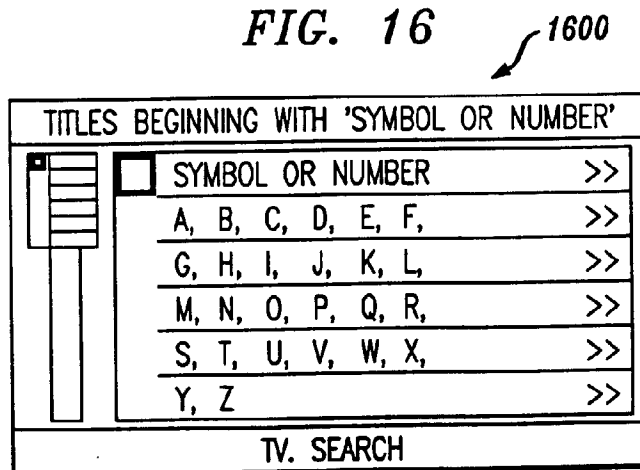 FIG. 16
1600
TITLES BEGINNING WITH 'SYMBOL OR NUMBER'
SYMBOL OR NUMBER >>
A, B, C, D, E, F, >>
G, H, I, J, K, L, >>
M, N, O, P, Q, R, >>
S, T, U, V, W, X, >>
Y, Z >>
TV. SEARCH